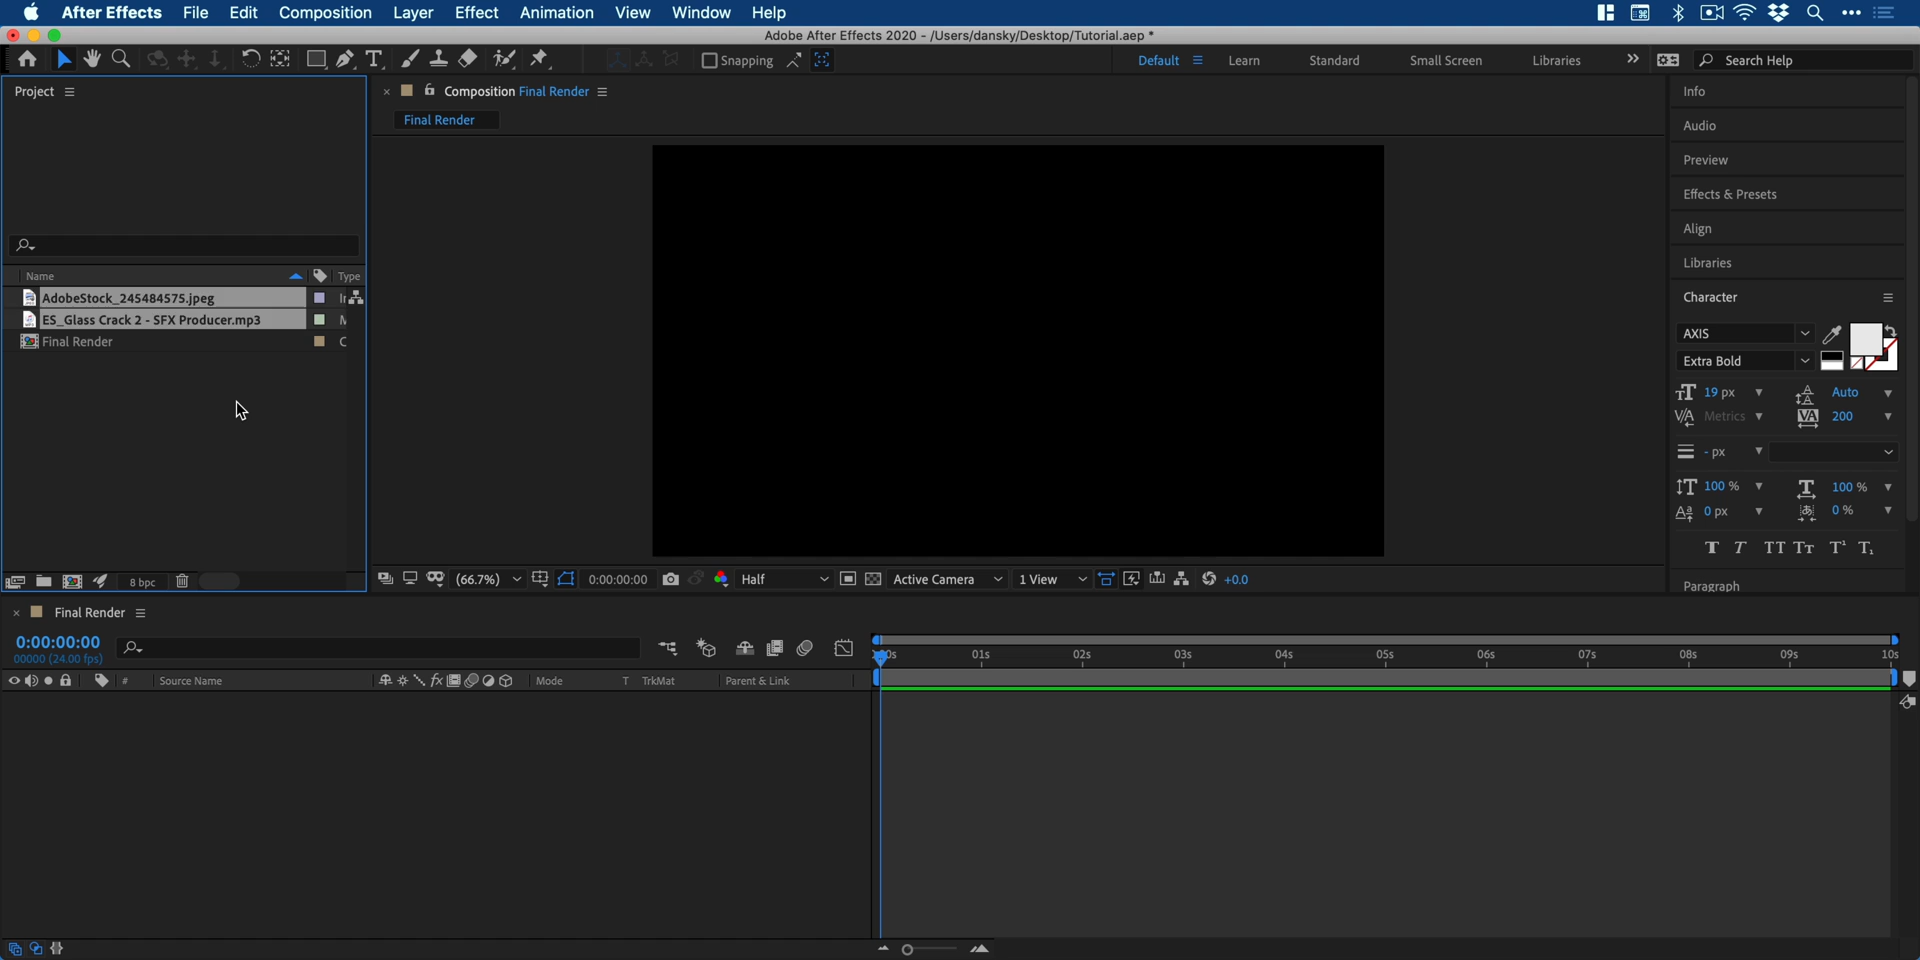 After Effects File Edit Composition Layer Effect Animation View Window Help
Adobe After Effects 2020 - /Users/dansky/Desktop/Tutorial.aep *
Snapping Default Learn Standard Small Screen Libraries Search Help
Project
Composition Final Render
Final Render
Name Type
AdobeStock_245484575.jpeg
ES_Glass Crack 2 - SFX Producer.mp3
Final Render
8 bpc
(66.7%) 0:00:00:00 Half Active Camera 1 View +0.0
Info
Audio
Preview
Effects & Presets
Align
Libraries
Character
AXIS
Extra Bold
19 px Auto
Metrics 200
- px
100 % 100 %
0 px 0 %
Paragraph
Final Render
0:00:00:00
00000 (24.00 fps)
01s 02s 03s 04s 05s 06s 07s 08s 09s 10s
# Source Name Mode T TrkMat Parent & Link